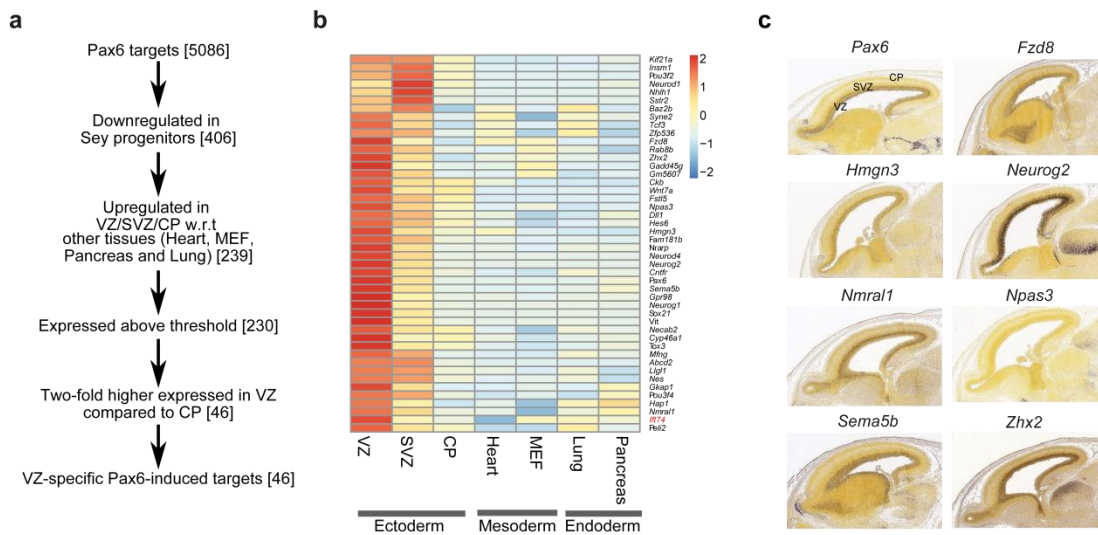 a
Pax6 targets [5086]
Downregulated in
Sey progenitors [406]
Upregulated in
VZ/SVZ/CP w.r.t
other tissues (Heart, MEF,
Pancreas and Lung) [239]
Expressed above threshold [230]
Two-fold higher expressed in VZ
compared to CP [46]
VZ-specific Pax6-induced targets [46]
b
Kif21a
Insm1
Pou3f2
Neurod1
Nhlh1
Sstr2
Baz2b
Syne2
Tcf3
Zfp536
Fzd8
Rab8b
Zhx2
Gadd45g
Gm5607
Ckb
Wnt7a
Fstl5
Npas3
Dll1
Hes6
Hmgn3
Fam181b
Nrarp
Neurod4
Neurog2
Cntfr
Pax6
Sema5b
Gpr98
Neurog1
Sox21
Vit
Necab2
Cyp46a1
Tox3
Mfng
Abcd2
Llgl1
Nes
Gkap1
Pou3f4
Hap1
Nmral1
Ift74
Peli2
2
1
0
−1
−2
VZ
SVZ
CP
Heart
MEF
Lung
Pancreas
Ectoderm
Mesoderm
Endoderm
c
Pax6
CP
SVZ
VZ
Fzd8
Hmgn3
Neurog2
Nmral1
Npas3
Sema5b
Zhx2